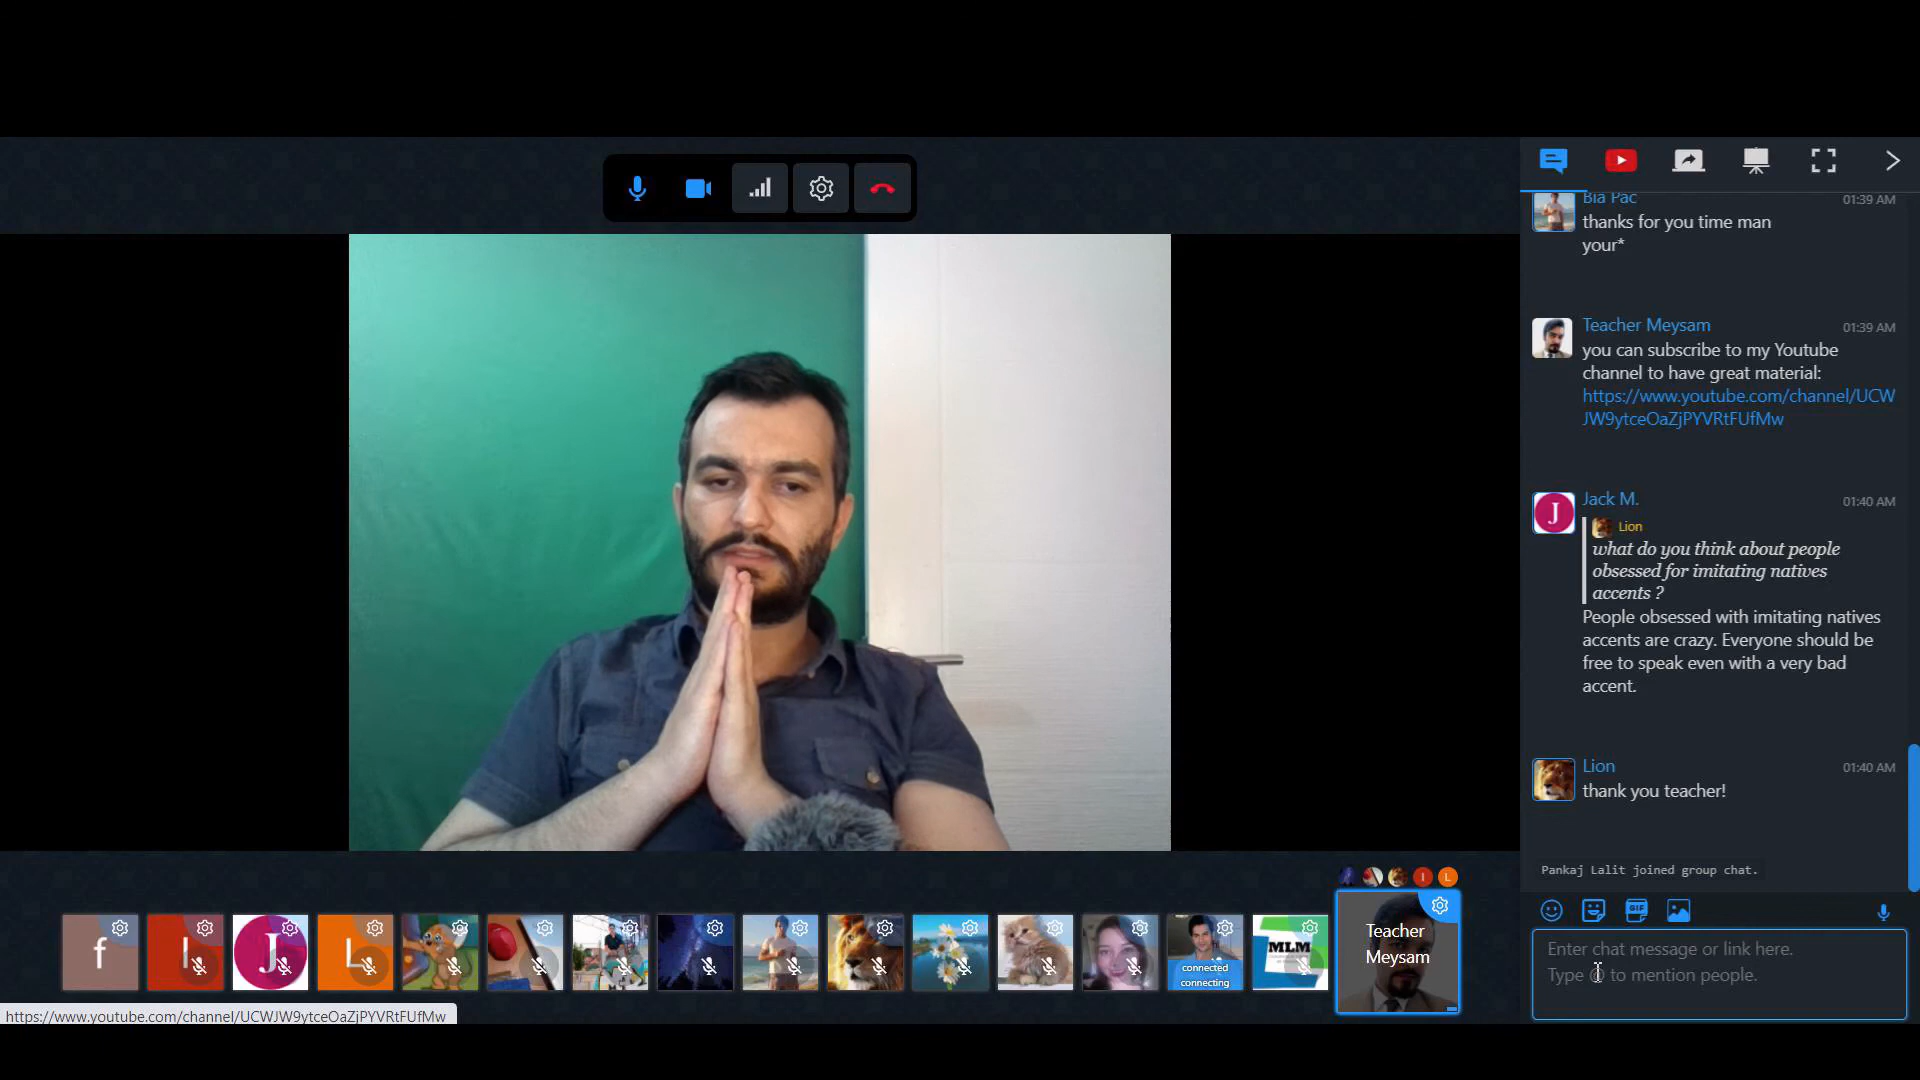 Bia Pac 01:39 AM
thanks for you time man
your*
Teacher Meysam 01:39 AM
you can subscribe to my Youtube
channel to have great material:
https://www.youtube.com/channel/UCW
JW9ytceOaZjPYVRtFUfMw
Jack M. 01:40 AM
J
Lion
what do you think about people
obsessed for imitating natives
accents ?
People obsessed with imitating natives
accents are crazy. Everyone should be
free to speak even with a very bad
accent.
Lion 01:40 AM
thank you teacher!
Pankaj Lalit joined group chat.
GIF
Enter chat message or link here.
Type @ to mention people.
I L
f I J L
connected
connecting
MLM
Teacher
Meysam
https://www.youtube.com/channel/UCWJW9ytceOaZjPYVRtFUfMw